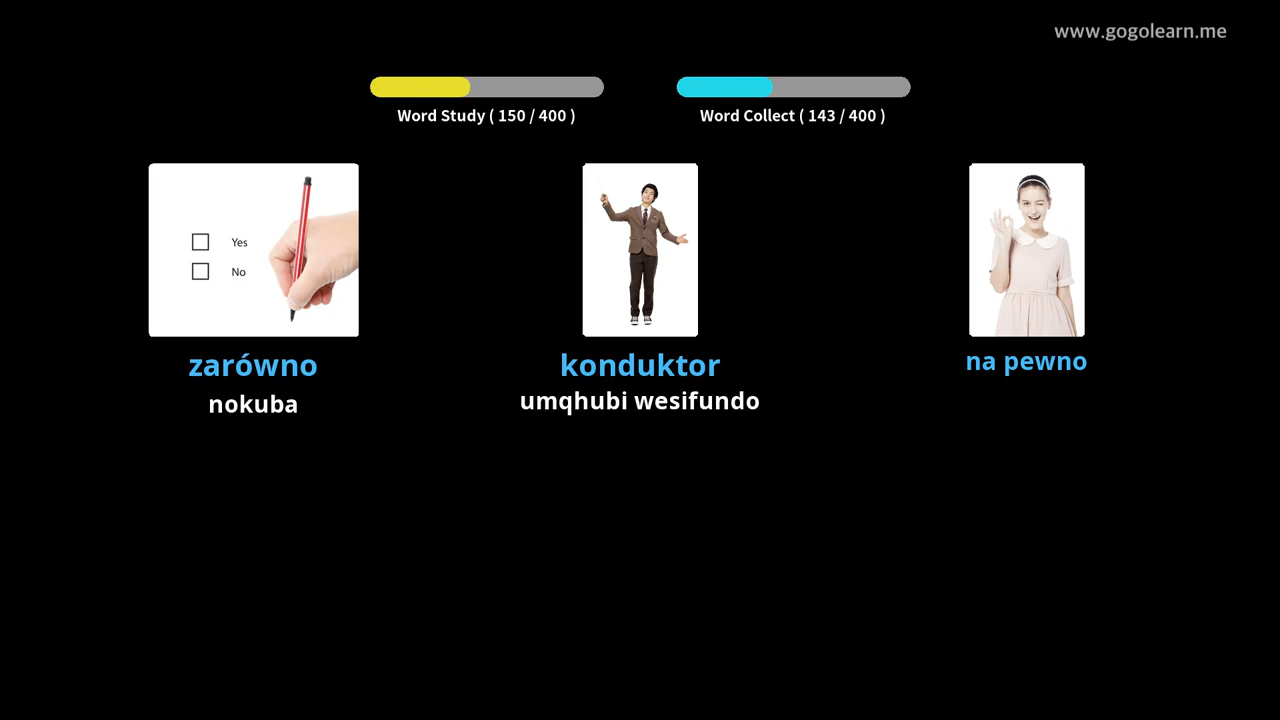 www.gogolearn.me
Word Study ( 150 / 400 )
Word Collect ( 143 / 400 )
Yes
No
zarówno
nokuba
konduktor
umqhubi wesifundo
na pewno